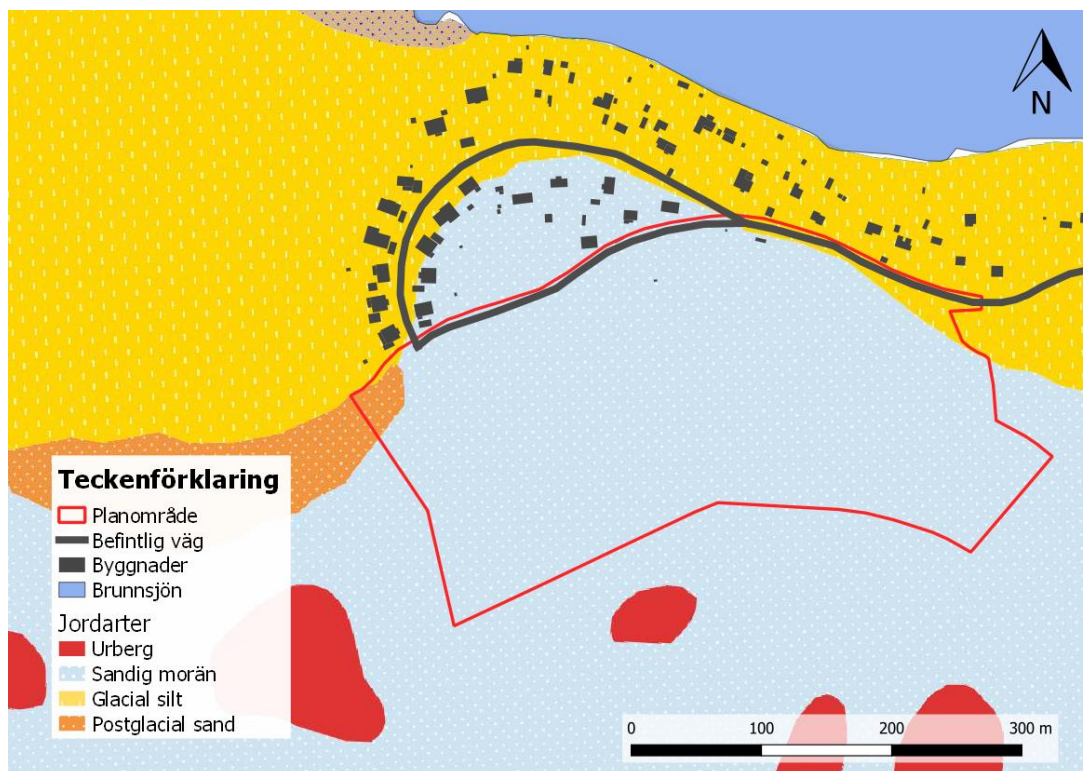 N
Teckenförklaring
Planområde
Befintlig väg
Byggnader
Brunnsjön
Jordarter
Urberg
Sandig morän
Glacial silt
Postglacial sand
0 100 200 300 m